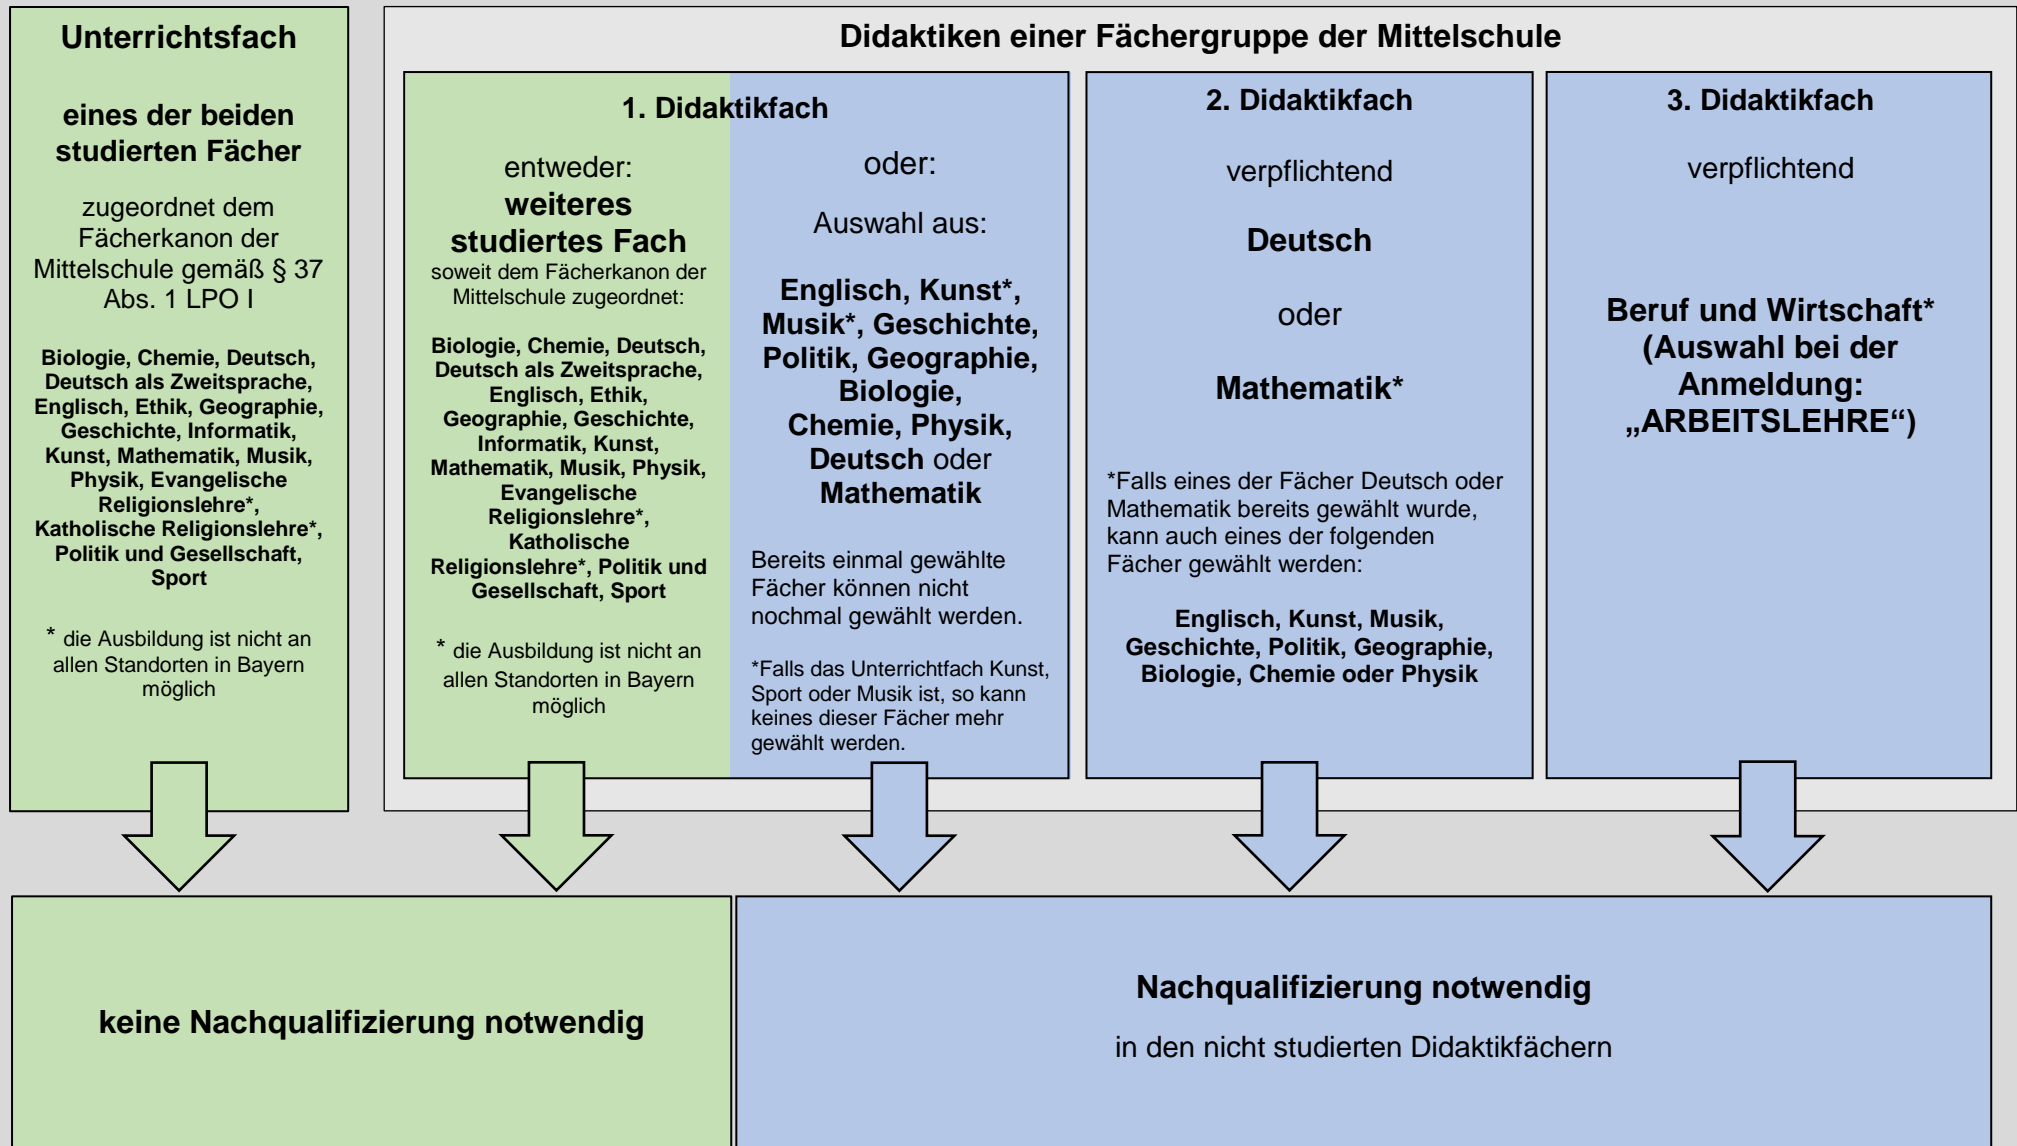 Unterrichtsfach
eines der beiden
studierten Fächer
zugeordnet dem
Fächerkanon der
Mittelschule gemäß § 37
Abs. 1 LPO I
Biologie, Chemie, Deutsch,
Deutsch als Zweitsprache,
Englisch, Ethik, Geographie,
Geschichte, Informatik,
Kunst, Mathematik, Musik,
Physik, Evangelische
Religionslehre*,
Katholische Religionslehre*,
Politik und Gesellschaft,
Sport
* die Ausbildung ist nicht an
allen Standorten in Bayern
möglich
Didaktiken einer Fächergruppe der Mittelschule
1. Didaktikfach
entweder:
weiteres
studiertes Fach
soweit dem Fächerkanon der
Mittelschule zugeordnet:
Biologie, Chemie, Deutsch,
Deutsch als Zweitsprache,
Englisch, Ethik,
Geographie, Geschichte,
Informatik, Kunst,
Mathematik, Musik, Physik,
Evangelische
Religionslehre*,
Katholische
Religionslehre*, Politik und
Gesellschaft, Sport
* die Ausbildung ist nicht an
allen Standorten in Bayern
möglich
oder:
Auswahl aus:
Englisch, Kunst*,
Musik*, Geschichte,
Politik, Geographie,
Biologie,
Chemie, Physik,
Deutsch oder
Mathematik
Bereits einmal gewählte
Fächer können nicht
nochmal gewählt werden.
*Falls das Unterrichtfach Kunst,
Sport oder Musik ist, so kann
keines dieser Fächer mehr
gewählt werden.
2. Didaktikfach
verpflichtend
Deutsch
oder
Mathematik*
*Falls eines der Fächer Deutsch oder
Mathematik bereits gewählt wurde,
kann auch eines der folgenden
Fächer gewählt werden:
Englisch, Kunst, Musik,
Geschichte, Politik, Geographie,
Biologie, Chemie oder Physik
3. Didaktikfach
verpflichtend
Beruf und Wirtschaft*
(Auswahl bei der
Anmeldung:
„ARBEITSLEHRE“)
keine Nachqualifizierung notwendig
Nachqualifizierung notwendig
in den nicht studierten Didaktikfächern